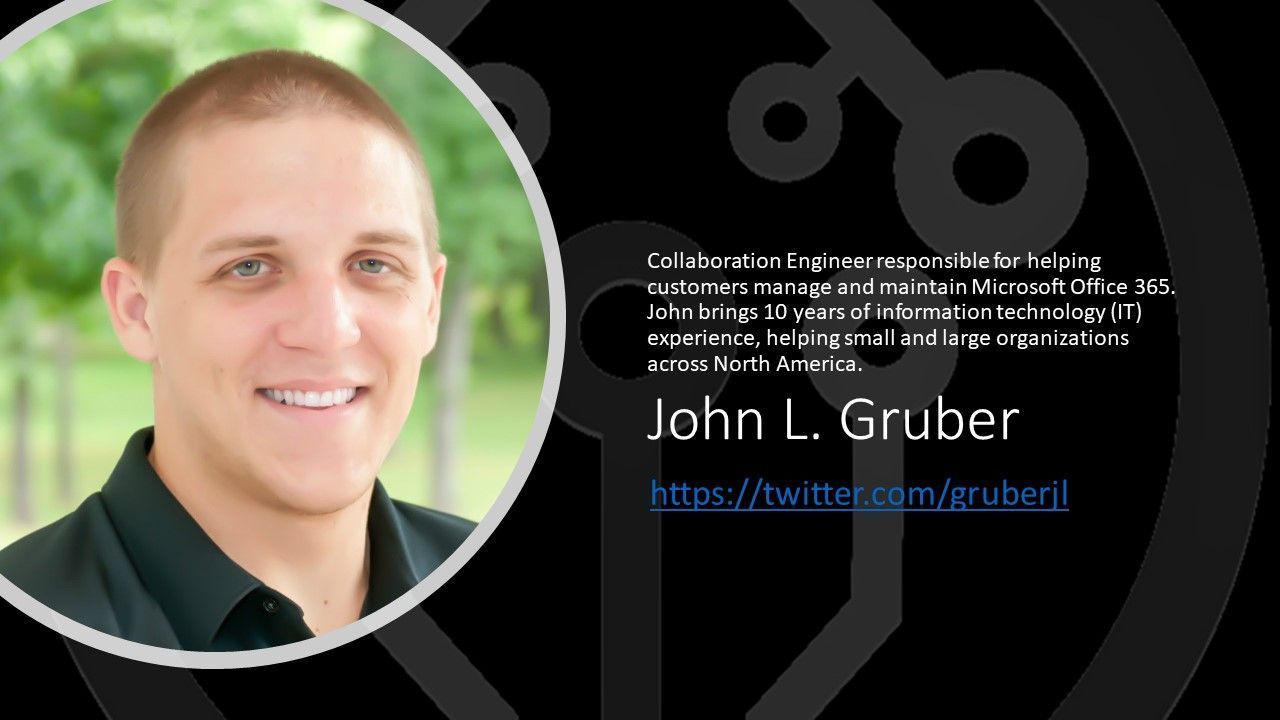 Collaboration Engineer responsible for helping
customers manage and maintain Microsoft Office 365.
John brings 10 years of information technology (IT)
experience, helping small and large organizations
across North America.
John L. Gruber
https://twitter.com/gruberjl